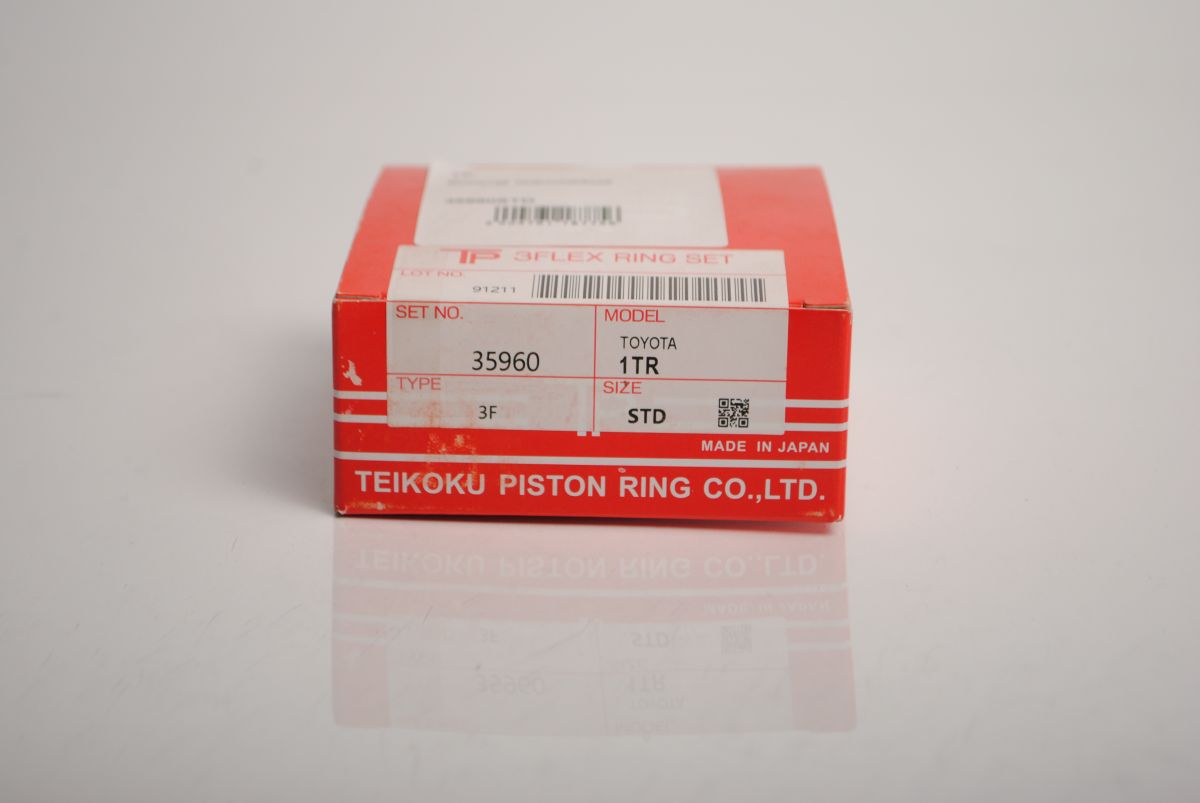 TP 3FLEX RING SET
LOT NO.
91211
SET NO.
35960
MODEL
TOYOTA
1TR
TYPE
3F
SIZE
STD
MADE IN JAPAN
TEIKOKU PISTON RING CO.,LTD.